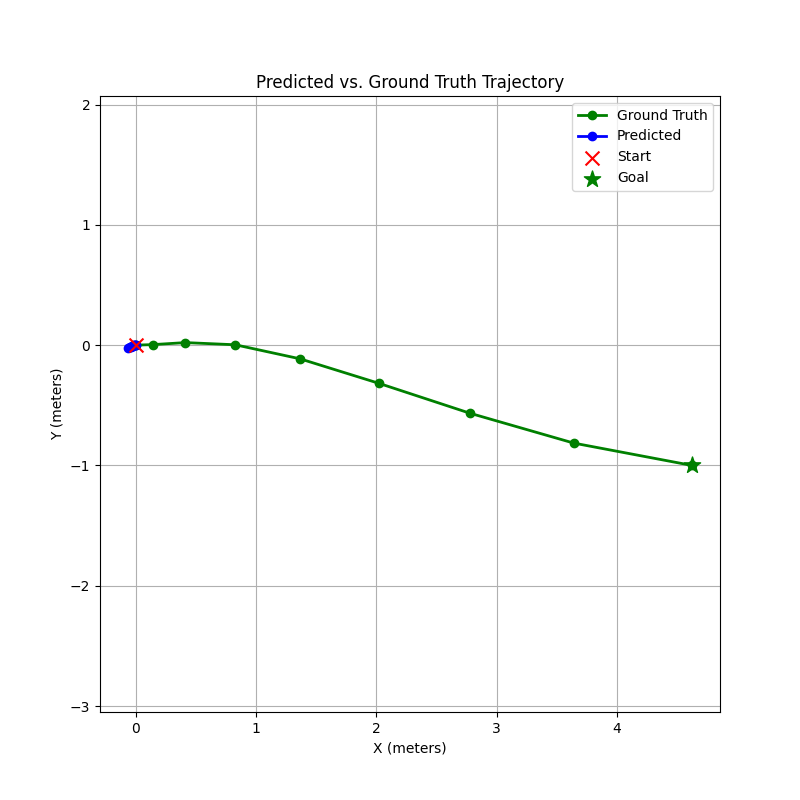 Predicted vs. Ground Truth Trajectory
Ground Truth
Predicted
Start
Goal
2
1
0
−1
−2
−3
Y (meters)
0
1
2
3
4
X (meters)